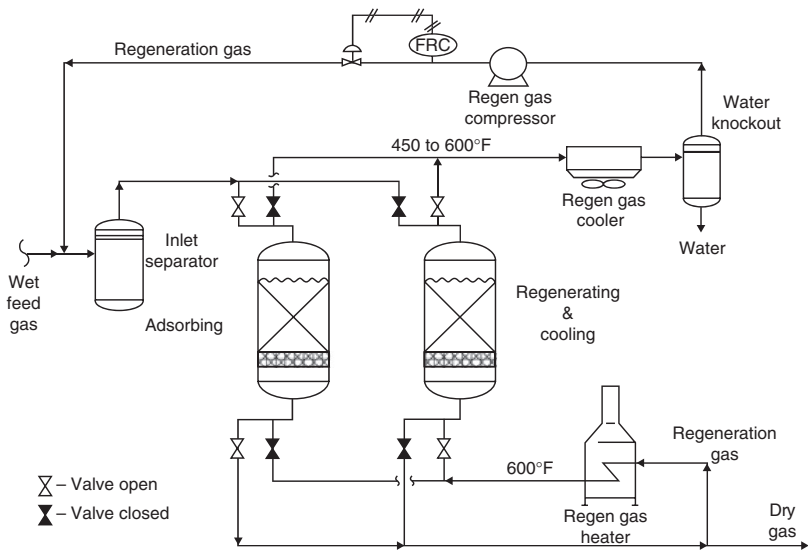 FRC
Regeneration gas
Regen gas
compressor
Water
knockout
450 to 600°F
Regen gas
cooler
Water
Inlet
separator
Wet
feed
gas
Adsorbing
Regenerating
&
cooling
Regeneration
gas
600°F
Regen gas
heater
Dry
gas
– Valve open
– Valve closed